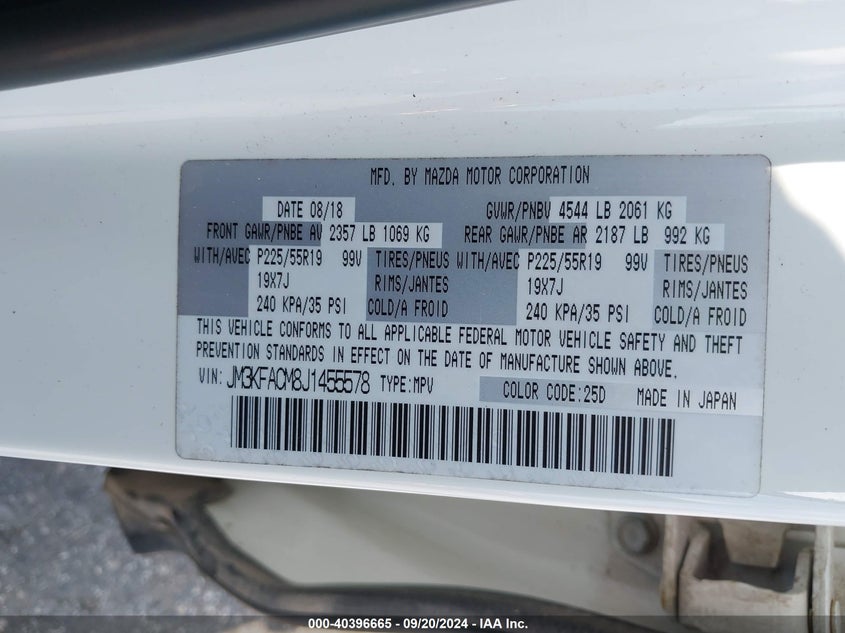 MFD. BY MAZDA MOTOR CORPORATION
DATE 08/18 GVWR/PNBV 4544 LB 2061 KG
FRONT GAWR/PNBE AV 2357 LB 1069 KG REAR GAWR/PNBE AR 2187 LB 992 KG
WITH/AVEC P225/55R19 99V TIRES/PNEUS WITH/AVEC P225/55R19 99V TIRES/PNEUS
19X7J RIMS/JANTES 19X7J RIMS/JANTES
240 KPA/35 PSI COLD/A FROID 240 KPA/35 PSI COLD/A FROID
THIS VEHICLE CONFORMS TO ALL APPLICABLE FEDERAL MOTOR VEHICLE SAFETY AND THEFT
PREVENTION STANDARDS IN EFFECT ON THE DATE OF MANUFACTURE SHOWN ABOVE.
VIN: JM3KFACM8J1455578 TYPE:MPV COLOR CODE:25D MADE IN JAPAN
000-40396665 - 09/20/2024 - IAA Inc.